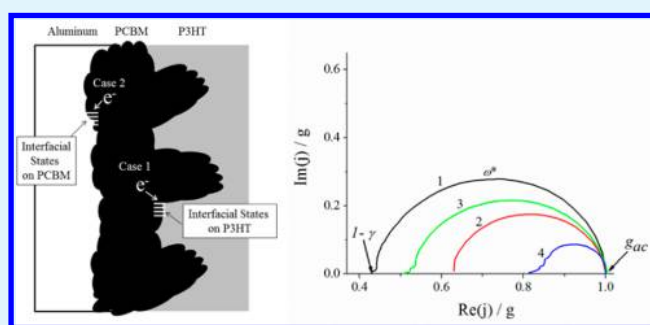 Aluminum PCBM P3HT
Case 2
e-
Interfacial
States
on PCBM
Case 1
e-
Interfacial
States on P3HT
Im(j) / g
0.6
0.4
0.2
0.0
1
ω*
3
2
4
1- γ
g_ac
0.4 0.6 0.8 1.0
Re(j) / g